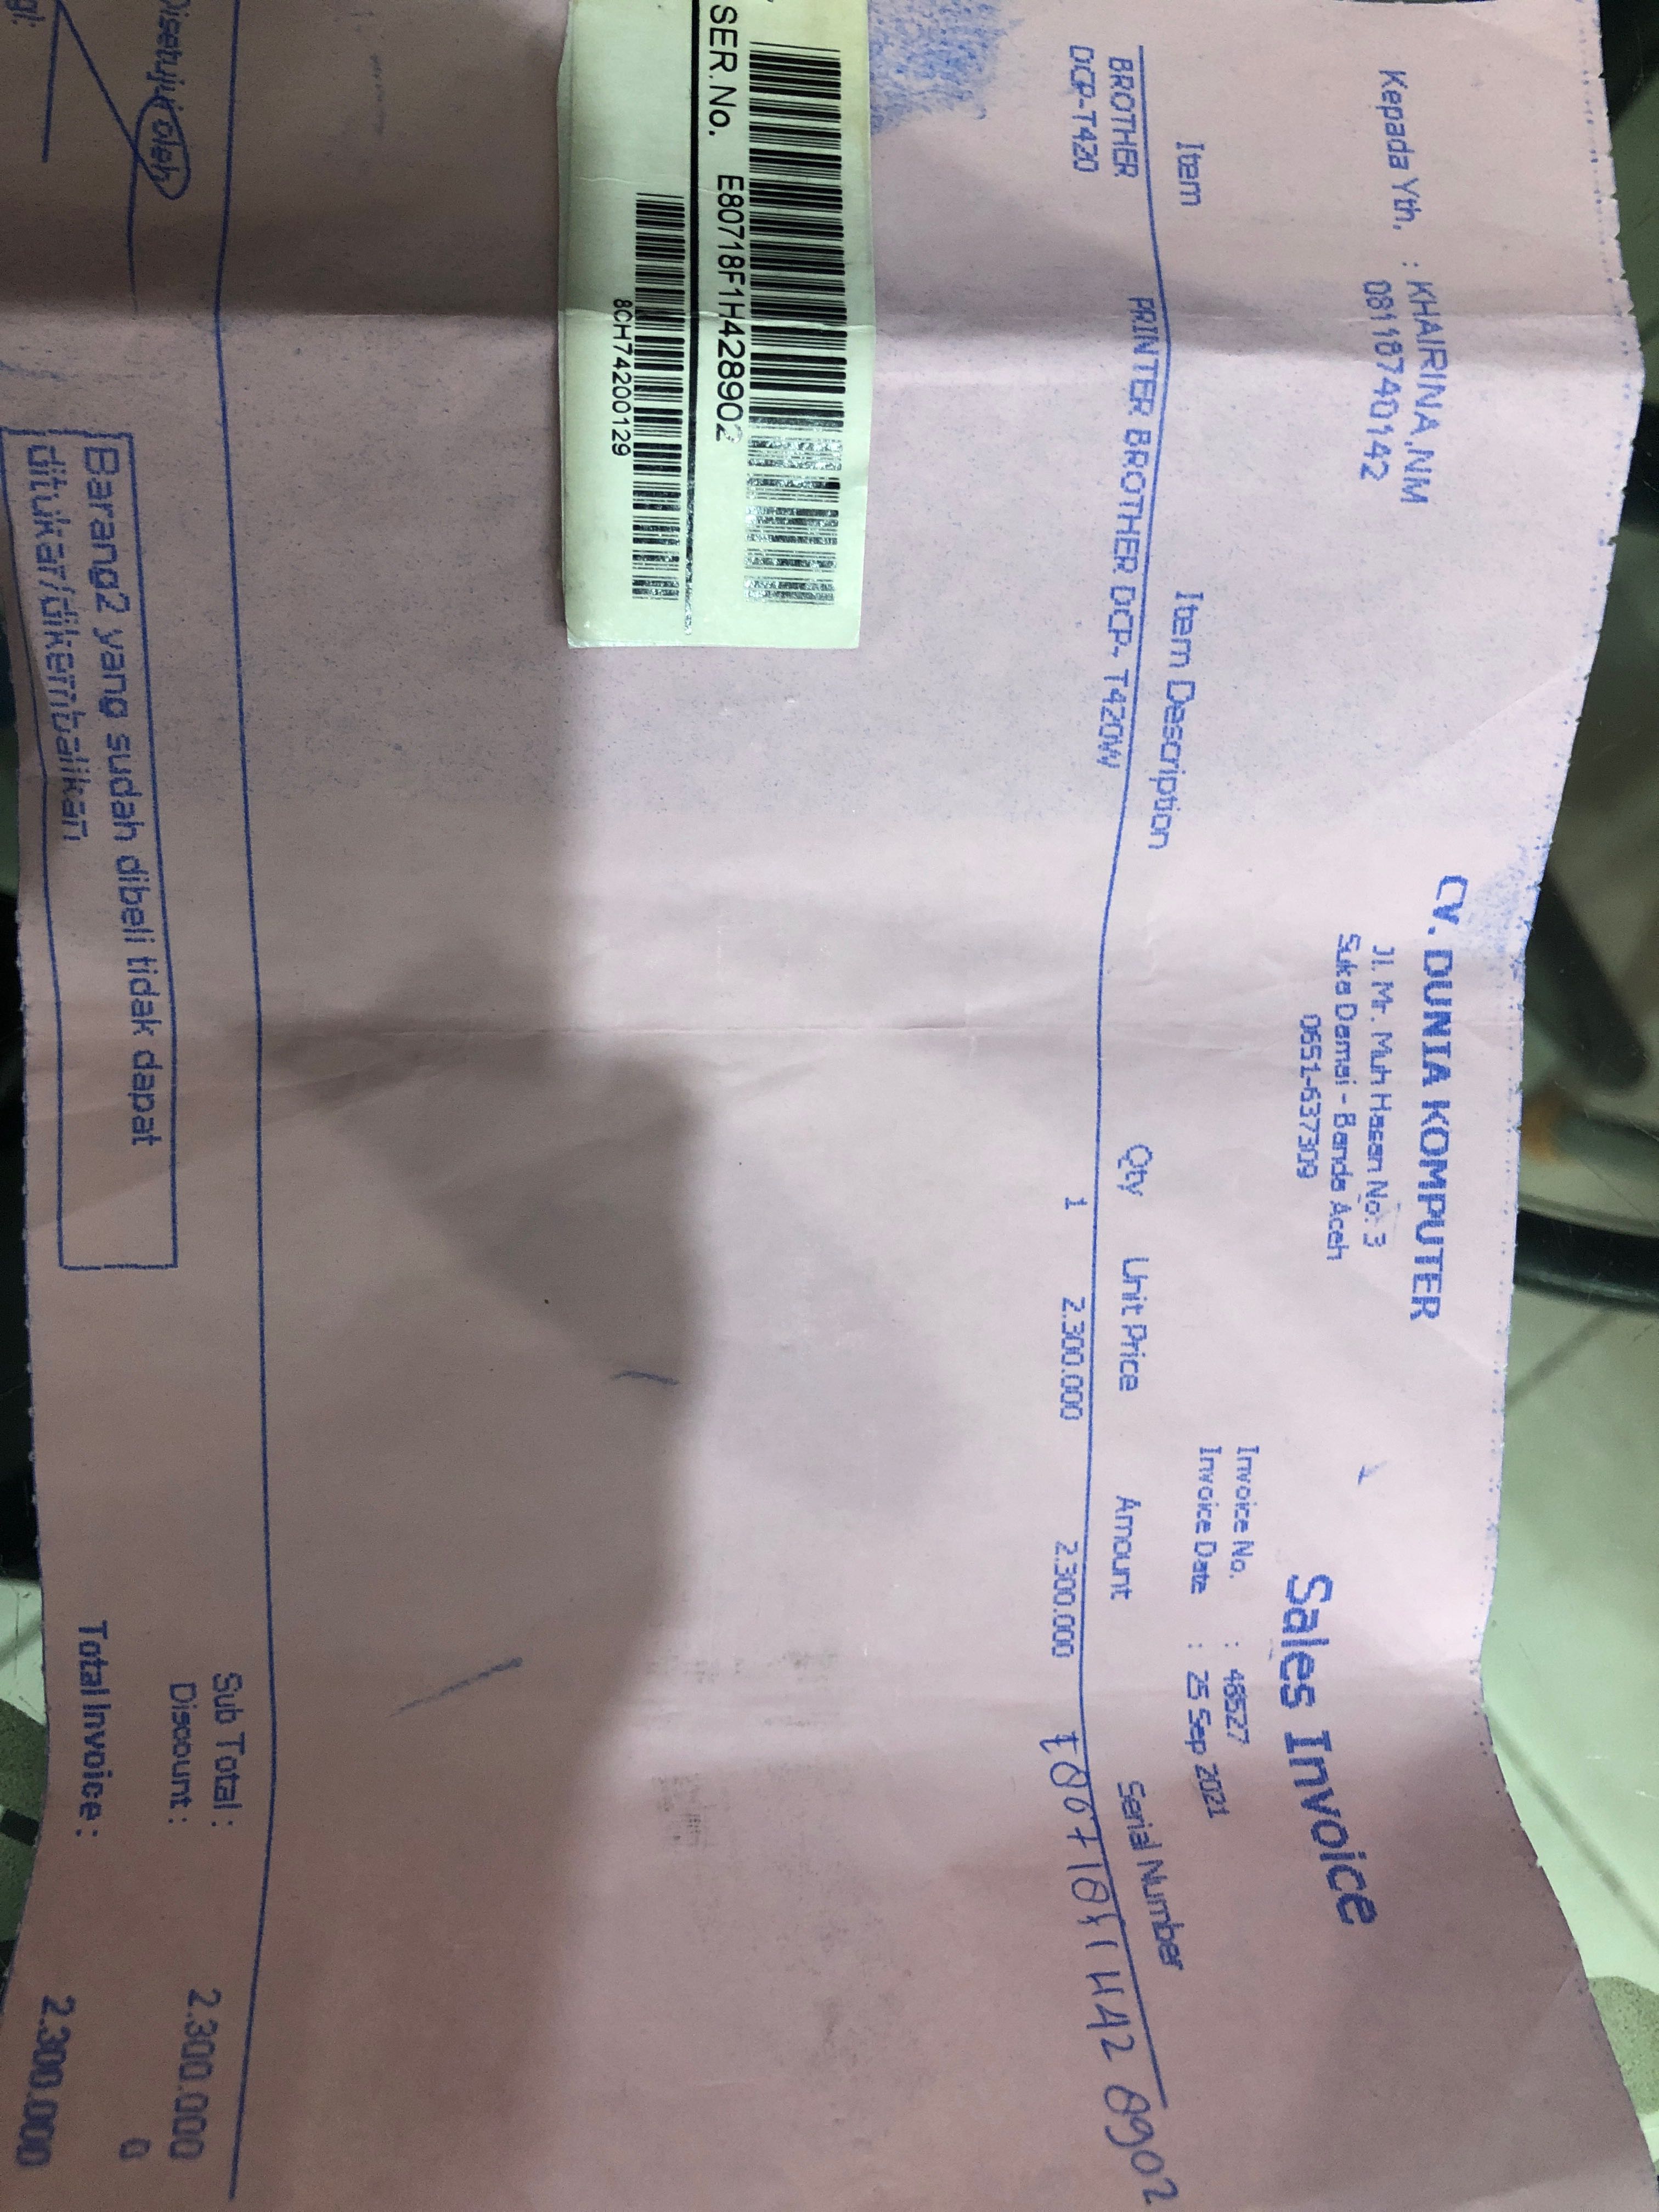 CV. DUNIA KOMPUTER
Jl. Mr. Muh Hasan No. 3
Suka Damai - Banda Aceh
0651-637309
Kepada Yth. : KHAIRINA,NM
08118740142
Sales Invoice
Invoice No. : 48527
Invoice Date : 25 Sep 2021
Item Item Description Qty Unit Price Amount Serial Number
BROTHER PRINTER BROTHER DCP- T420W 1 2.300.000 2.300.000
DCP-T420
SER. No. E80718F1H428902
8CH74200129
Sub Total : 2.300.000
Disetujui oleh
Discount : 0
Barang2 yang sudah dibeli tidak dapat
ditukar/dikembalikan
Total Invoice : 2.300.000